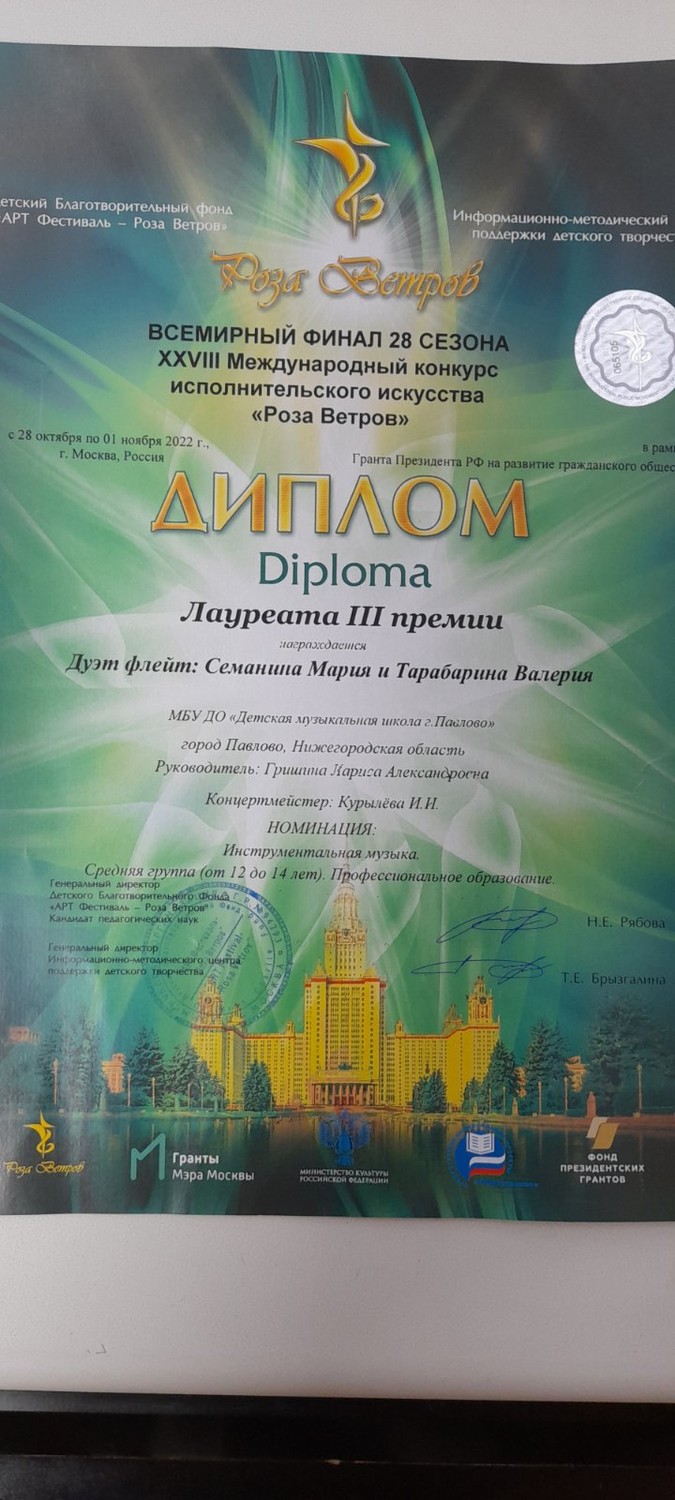 етский Благотворительный фонд
«АРТ Фестиваль – Роза Ветров»
Информационно-методический
поддержки детского творчест
Роза Ветров
ВСЕМИРНЫЙ ФИНАЛ 28 СЕЗОНА
XXVIII Международный конкурс
исполнительского искусства
«Роза Ветров»
065105
с 28 октября по 01 ноября 2022 г.,
г. Москва, Россия
в рам
Гранта Президента РФ на развитие гражданского общес
ДИПЛОМ
Diploma
Лауреата III премии
награждается
Дуэт флейт: Семанина Мария и Тарабарина Валерия
МБУ ДО «Детская музыкальная школа г.Павлово»
город Павлово, Нижегородская область
Руководитель: Гришина Лариса Александровна
Концертмейстер: Курылёва И.И.
НОМИНАЦИЯ:
Инструментальная музыка.
Средняя группа (от 12 до 14 лет). Профессиональное образование.
Генеральный директор
Детского Благотворительного Фонда
«АРТ Фестиваль – Роза Ветров»
Кандидат педагогических наук
Н.Е. Рябова
Генеральный директор
Информационно-методического центра
поддержки детского творчества
Т.Е. Брызгалина
Роза Ветров
Гранты
Мэра Москвы
МИНИСТЕРСТВО КУЛЬТУРЫ
РОССИЙСКОЙ ФЕДЕРАЦИИ
ФОНД
ПРЕЗИДЕНТСКИХ
ГРАНТОВ